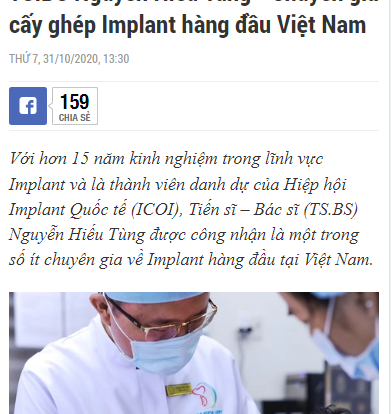 cấy ghép Implant hàng đầu Việt Nam
THỨ 7, 31/10/2020, 13:30
159
CHIA SẺ
Với hơn 15 năm kinh nghiệm trong lĩnh vực
Implant và là thành viên danh dự của Hiệp hội
Implant Quốc tế (ICOI), Tiến sĩ – Bác sĩ (TS.BS)
Nguyễn Hiếu Tùng được công nhận là một trong
số ít chuyên gia về Implant hàng đầu tại Việt Nam.